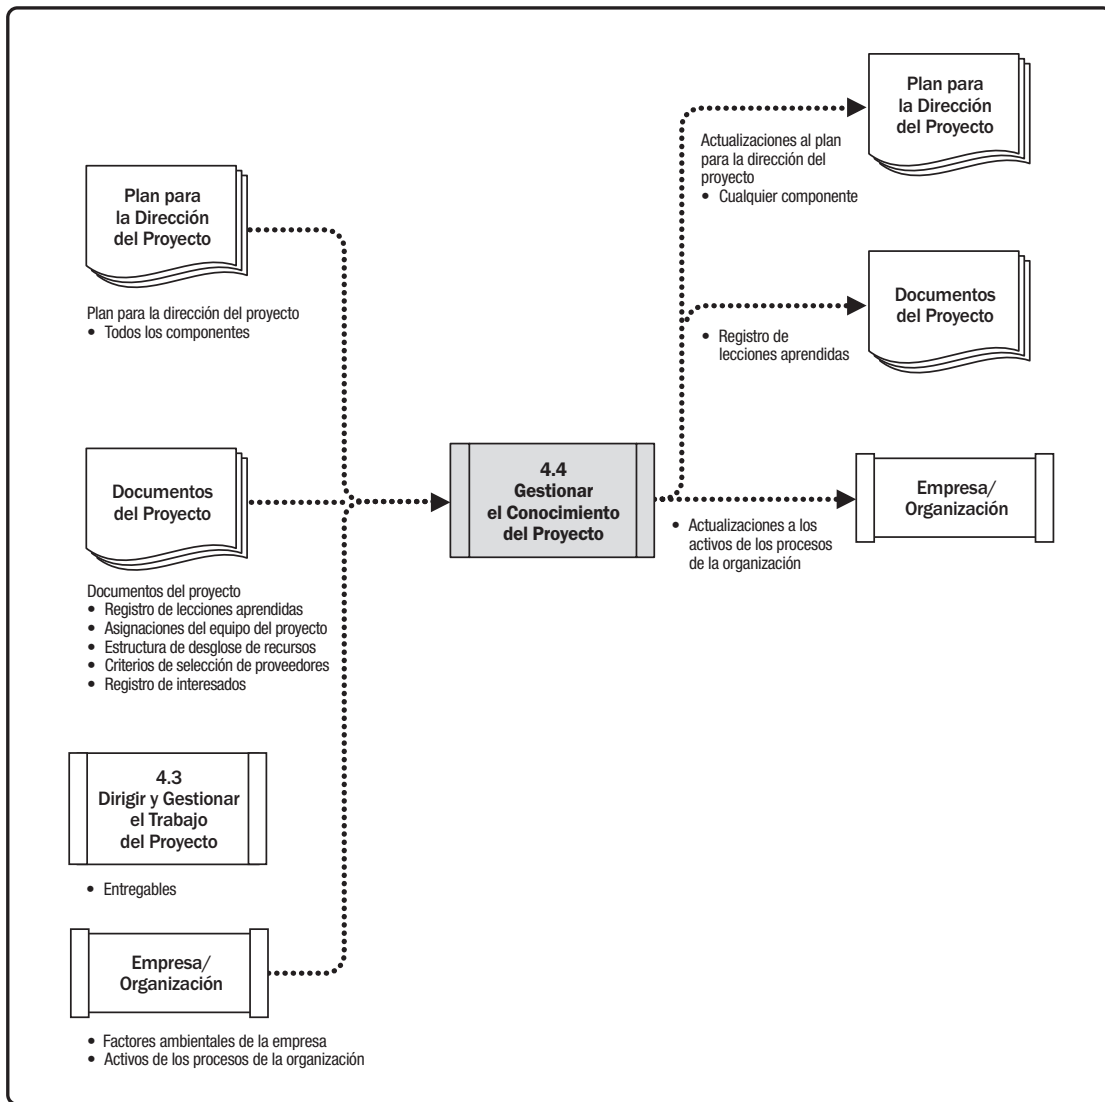 Plan para
la Dirección
del Proyecto
Plan para la dirección del proyecto
• Todos los componentes
Documentos
del Proyecto
Documentos del proyecto
• Registro de lecciones aprendidas
• Asignaciones del equipo del proyecto
• Estructura de desglose de recursos
• Criterios de selección de proveedores
• Registro de interesados
4.3
Dirigir y Gestionar
el Trabajo
del Proyecto
• Entregables
Empresa/
Organización
• Factores ambientales de la empresa
• Activos de los procesos de la organización
4.4
Gestionar
el Conocimiento
del Proyecto
Plan para
la Dirección
del Proyecto
Actualizaciones al plan
para la dirección del
proyecto
• Cualquier componente
Documentos
del Proyecto
• Registro de
lecciones aprendidas
Empresa/
Organización
• Actualizaciones a los
activos de los procesos
de la organización